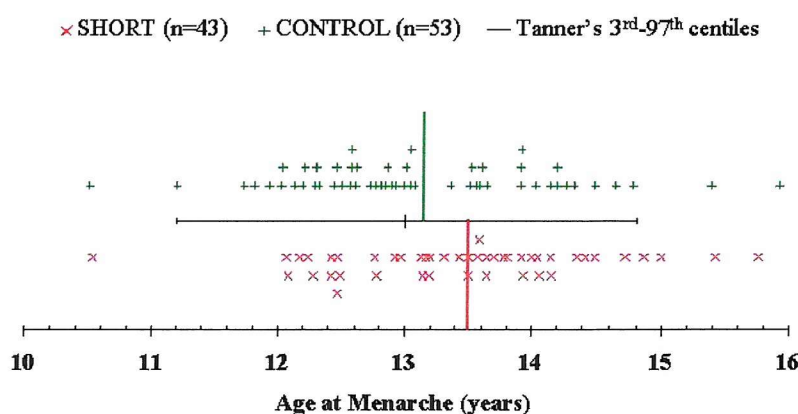 × SHORT (n=43) + CONTROL (n=53) — Tanner's 3rd-97th centiles
10 11 12 13 14 15 16
Age at Menarche (years)